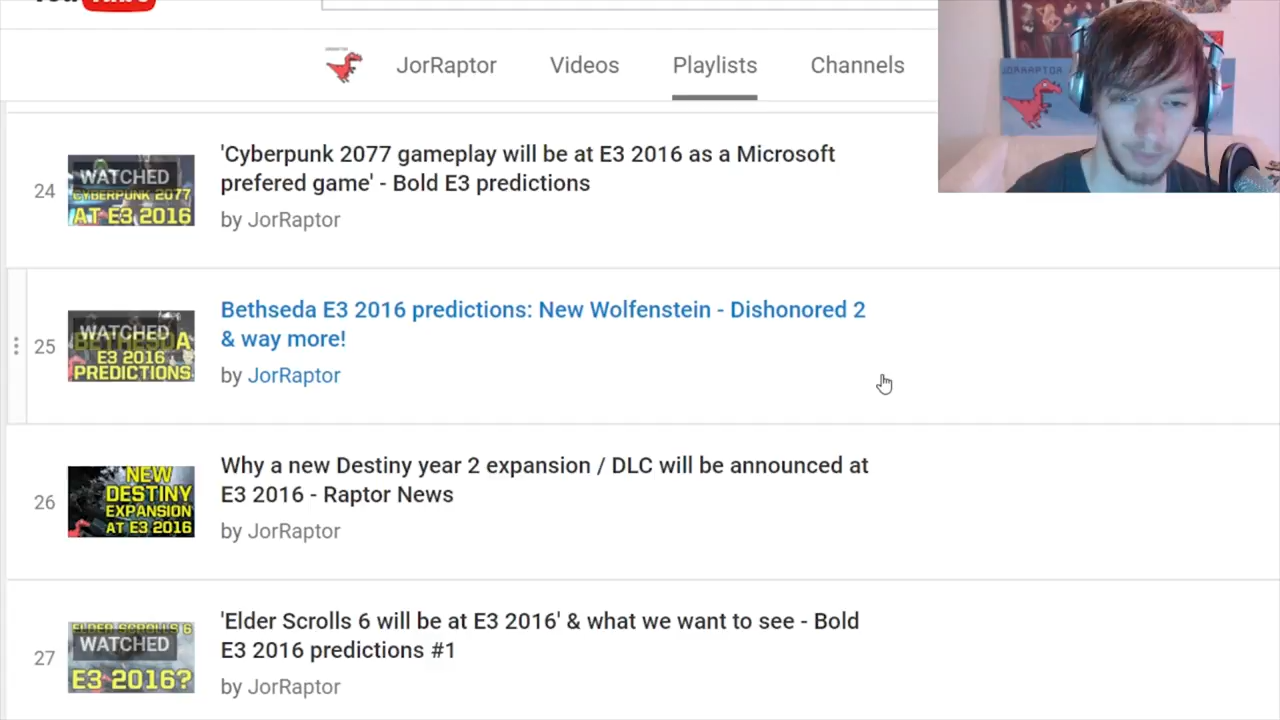 You Tube
JorRaptor Videos Playlists Channels
JORRAPTOR
24
WATCHED
CYBERPUNK 2077
AT E3 2016
'Cyberpunk 2077 gameplay will be at E3 2016 as a Microsoft
prefered game' - Bold E3 predictions
by JorRaptor
25
WATCHED
BETHESDA
E3 2016
PREDICTIONS
Bethseda E3 2016 predictions: New Wolfenstein - Dishonored 2
& way more!
by JorRaptor
26
NEW
DESTINY
EXPANSION
AT E3 2016
Why a new Destiny year 2 expansion / DLC will be announced at
E3 2016 - Raptor News
by JorRaptor
27
ELDER SCROLLS 6
WATCHED
E3 2016?
'Elder Scrolls 6 will be at E3 2016' & what we want to see - Bold
E3 2016 predictions #1
by JorRaptor